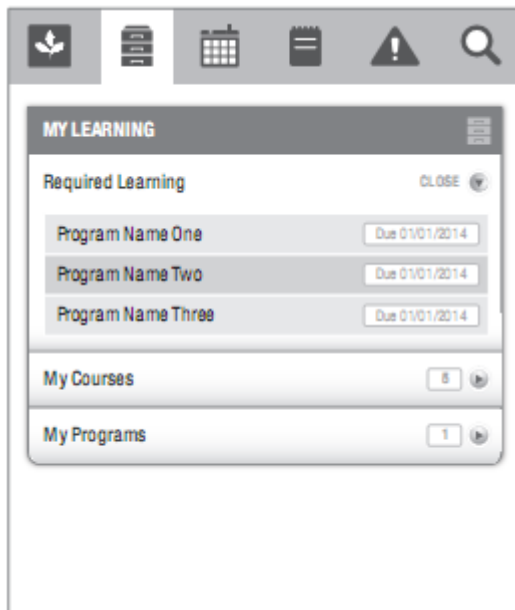 MY LEARNING
Required Learning CLOSE
Program Name One Due 01/01/2014
Program Name Two Due 01/01/2014
Program Name Three Due 01/01/2014
My Courses
My Programs 1